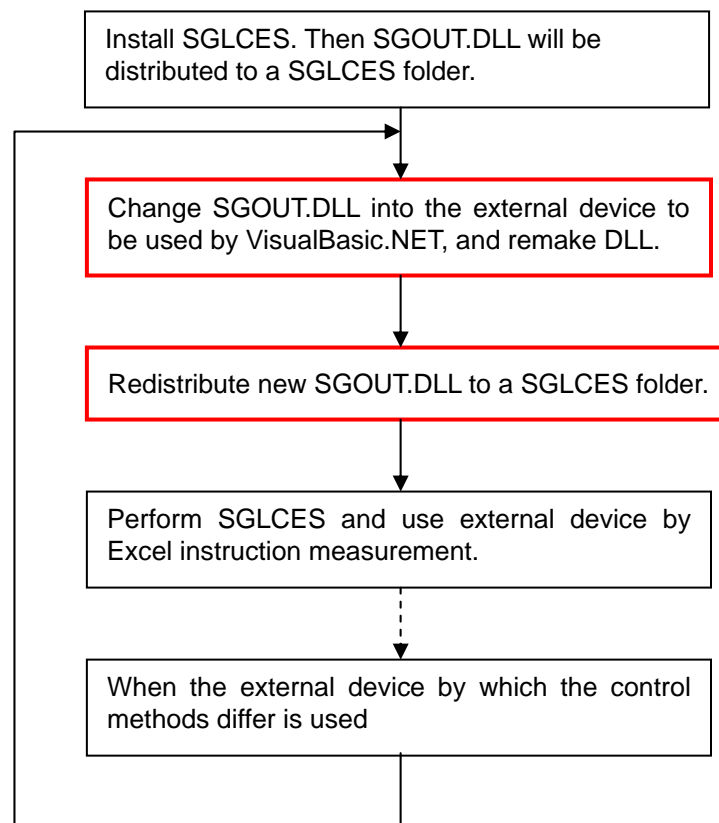 Install SGLCES. Then SGOUT.DLL will be
distributed to a SGLCES folder.
Change SGOUT.DLL into the external device to
be used by VisualBasic.NET, and remake DLL.
Redistribute new SGOUT.DLL to a SGLCES folder.
Perform SGLCES and use external device by
Excel instruction measurement.
When the external device by which the control
methods differ is used